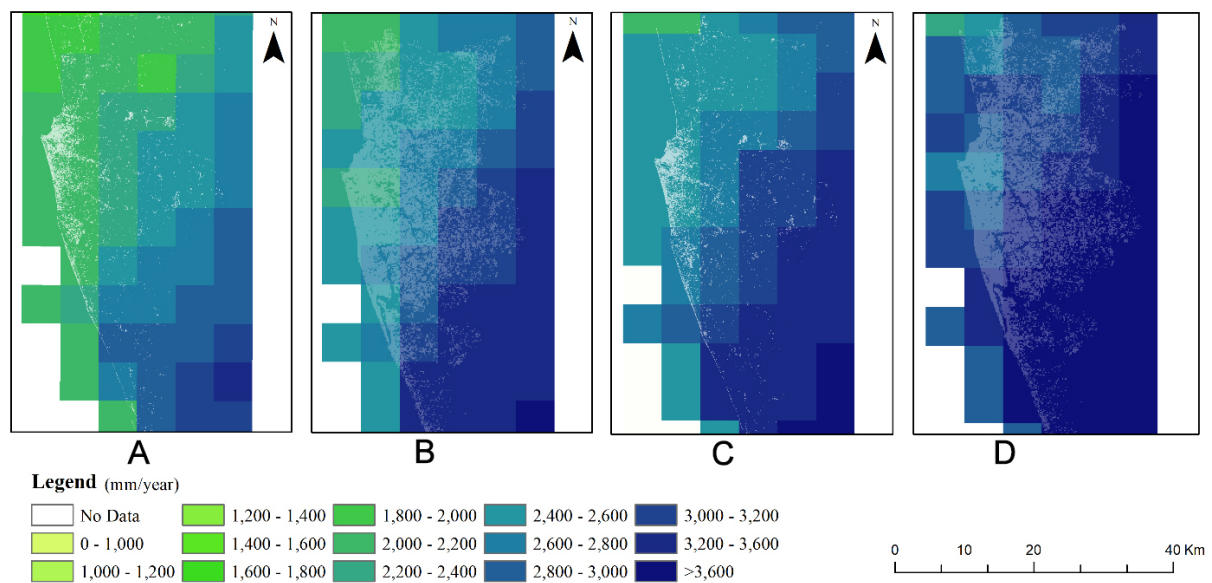 N
N
N
N
A
B
C
D
Legend (mm/year)
No Data
1,200 - 1,400
1,800 - 2,000
2,400 - 2,600
3,000 - 3,200
0 - 1,000
1,400 - 1,600
2,000 - 2,200
2,600 - 2,800
3,200 - 3,600
1,000 - 1,200
1,600 - 1,800
2,200 - 2,400
2,800 - 3,000
>3,600
0
10
20
40 Km